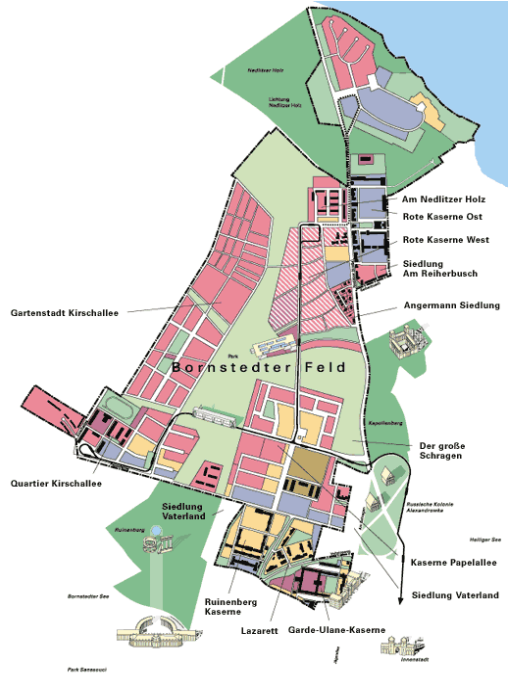 Nedlitzer Holz
Lichtung
Nedlitzer Holz
Am Nedlitzer Holz
Rote Kaserne Ost
Rote Kaserne West
Siedlung
Am Reiherbusch
Angermann Siedlung
Gartenstadt Kirschallee
Park
Bornstedter Feld
Kapellenberg
Der große
Schragen
Quartier Kirschallee
Siedlung
Vaterland
Russische Kolonie
Alexandrowka
Ruinenberg
Heiliger See
Kaserne Papelallee
Bornstedter See
Ruinenberg
Kaserne
Siedlung Vaterland
Lazarett
Garde-Ulane-Kaserne
Innenstadt
Park Sanssouci